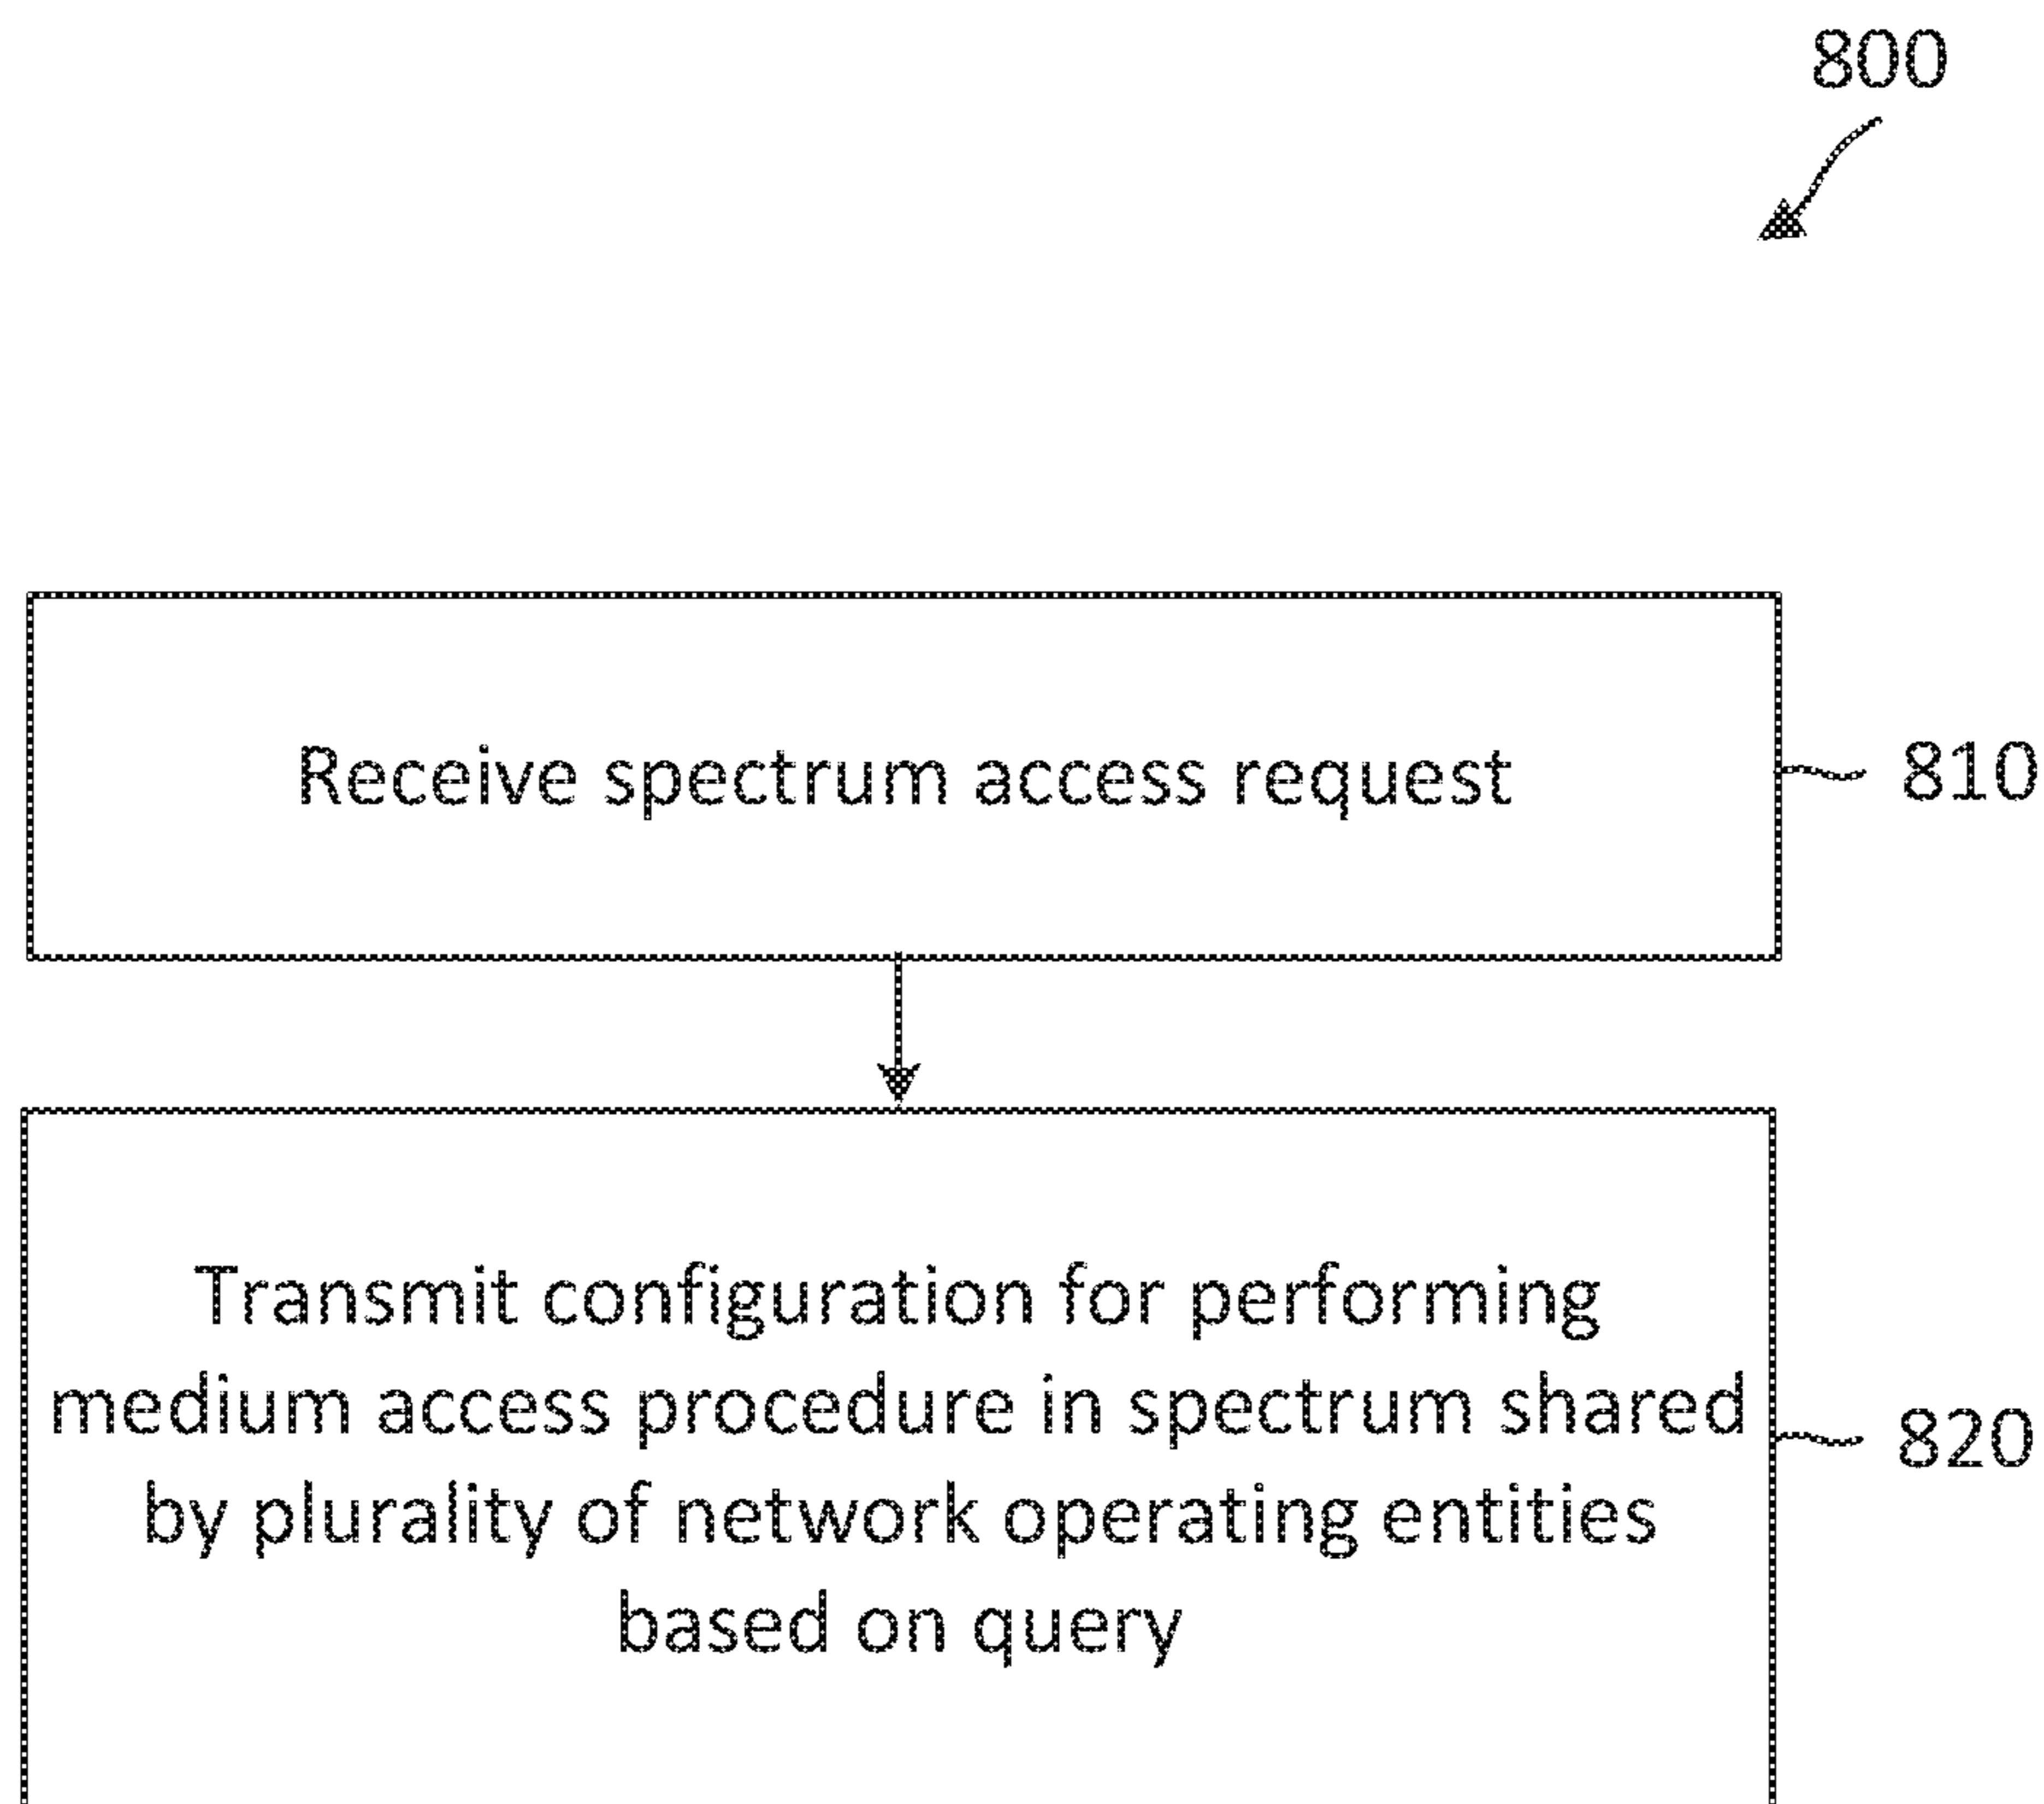 800
Receive spectrum access request
810
Transmit configuration for performing
medium access procedure in spectrum shared
by plurality of network operating entities
based on query
820